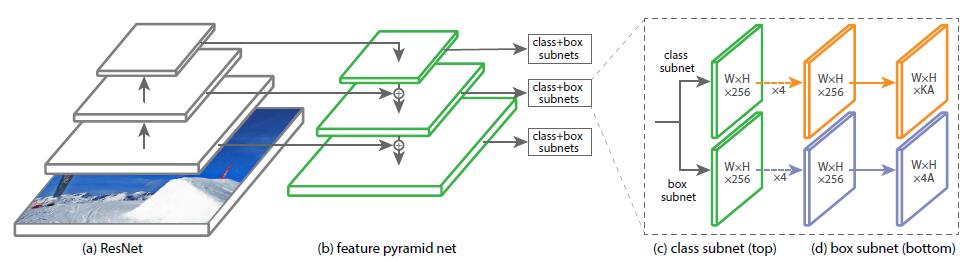 class+box
subnets
class+box
subnets
class+box
subnets
class
subnet
W×H
×256
×4
W×H
×256
W×H
×KA
box
subnet
W×H
×256
×4
W×H
×256
W×H
×4A
(a) ResNet
(b) feature pyramid net
(c) class subnet (top)
(d) box subnet (bottom)